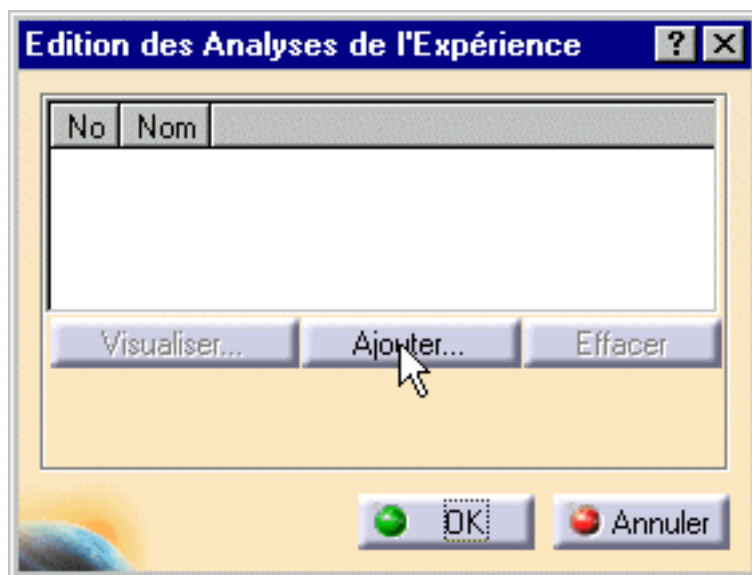 Edition des Analyses de l'Expérience ? X
No Nom
Visualiser... Ajouter... Effacer
OK Annuler